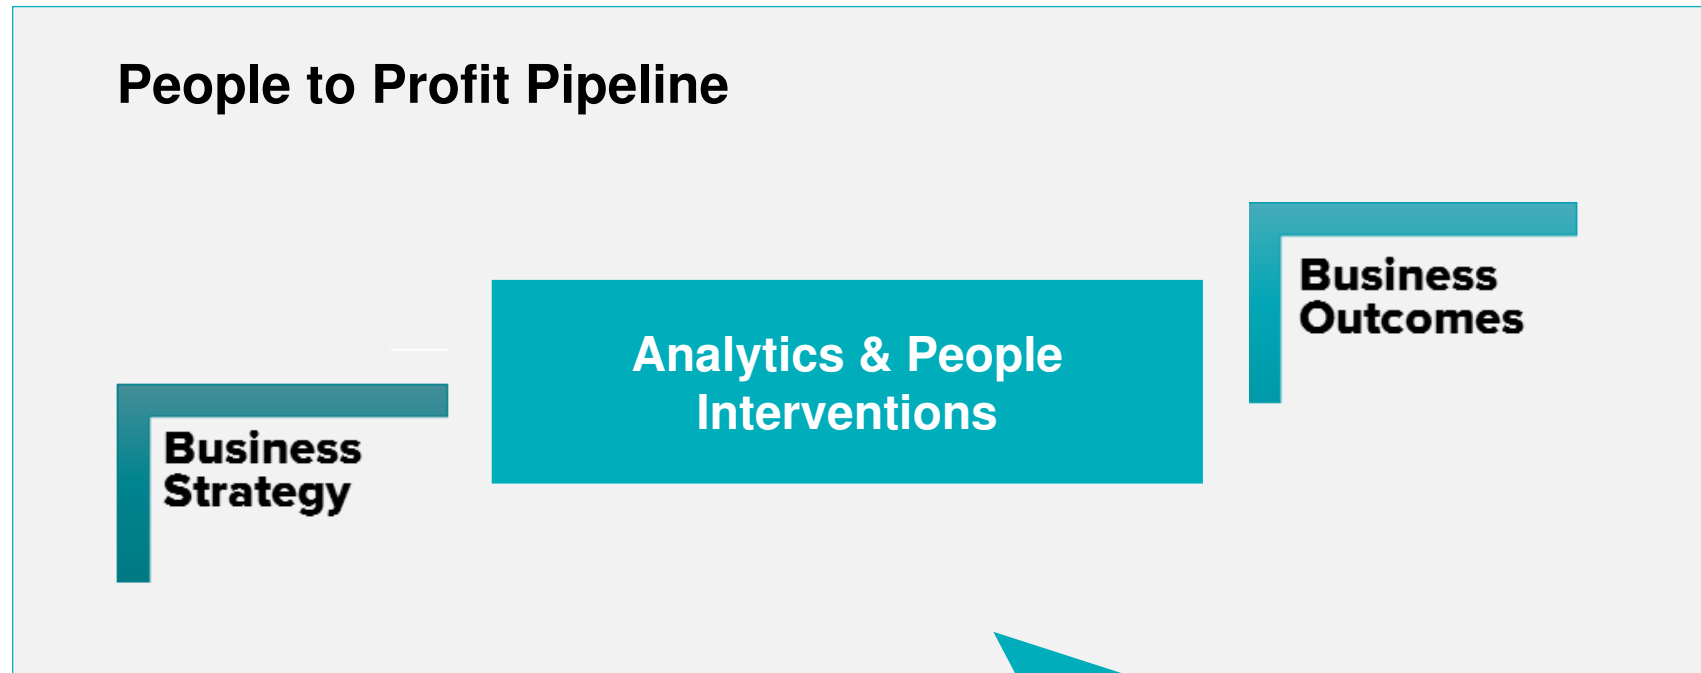 People to Profit Pipeline
Business
Strategy
Analytics & People
Interventions
Business
Outcomes